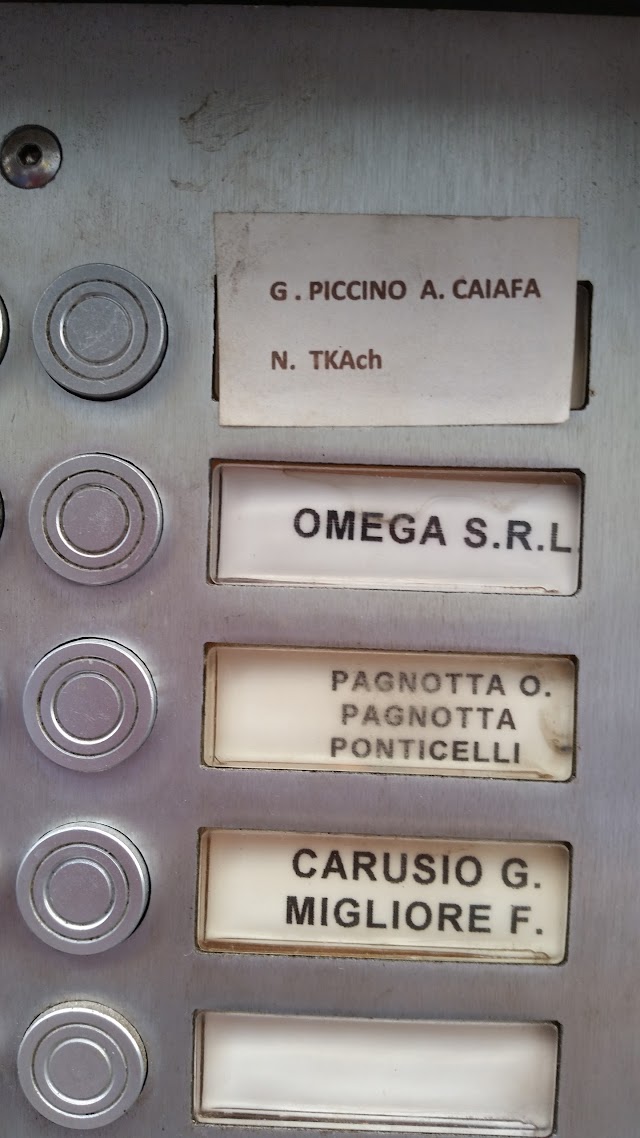 G . PICCINO A. CAIAFA
N. TKAch
OMEGA S.R.L.
PAGNOTTA O.
PAGNOTTA
PONTICELLI
CARUSIO G.
MIGLIORE F.